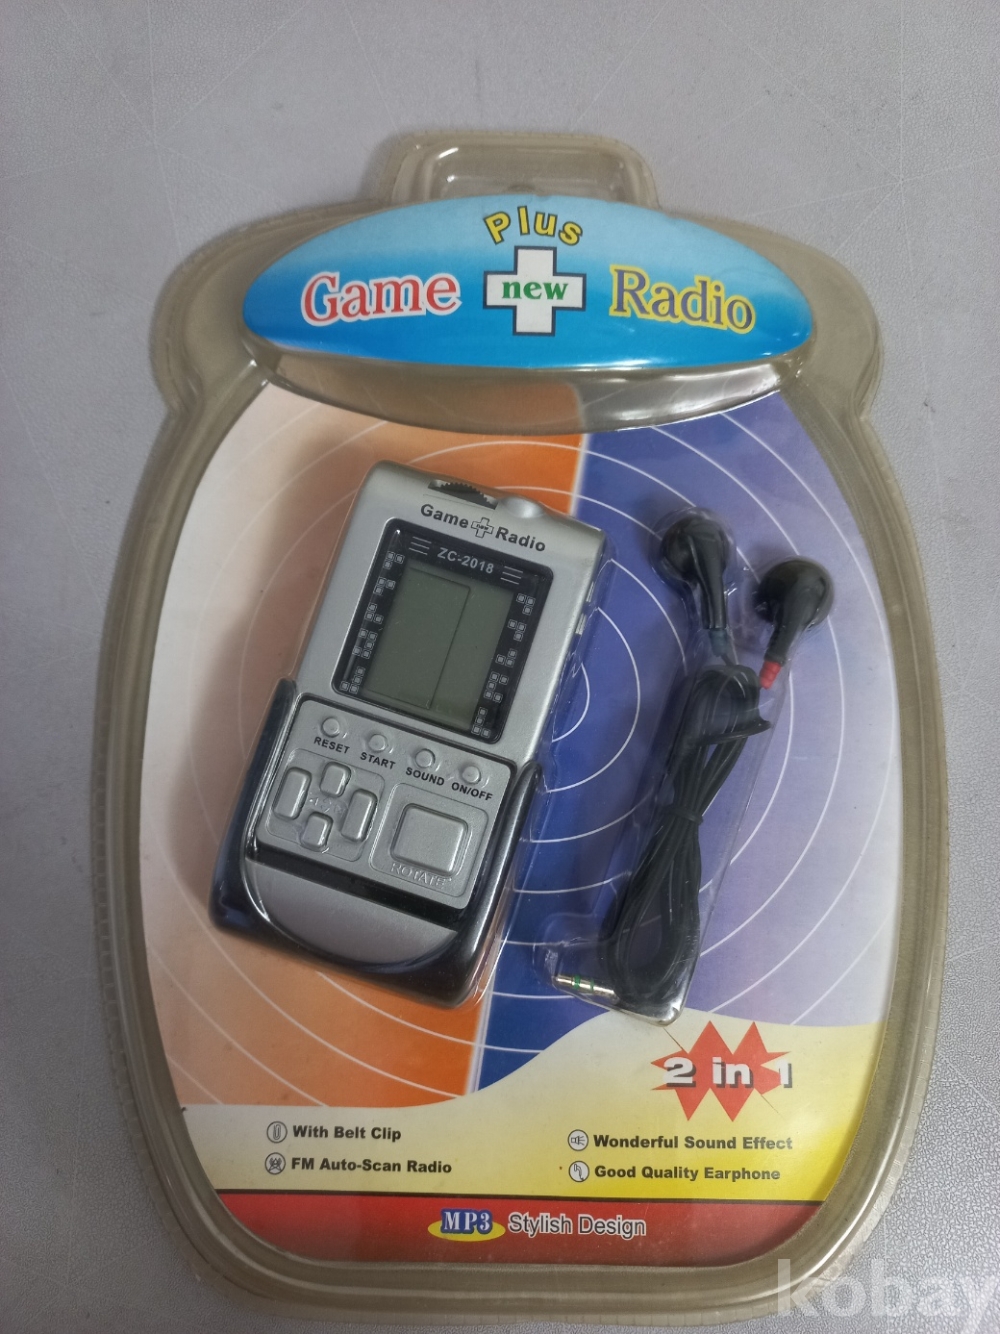 Plus
Game new Radio
Game new Radio
ZC-2018
RESET START SOUND ON/OFF
ROTATE
2 in 1
With Belt Clip
Wonderful Sound Effect
FM Auto-Scan Radio
Good Quality Earphone
MP3 Stylish Design
kobay